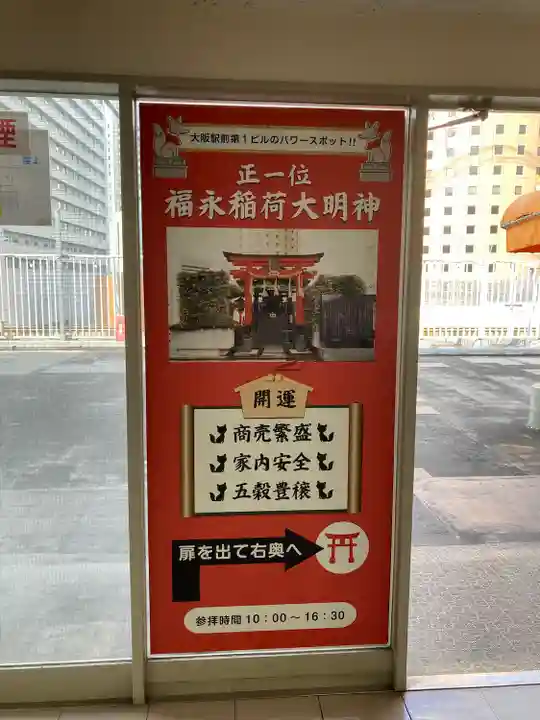 大阪駅前第1ビルのパワースポット!!
正一位
福永稲荷大明神
開運
商売繁盛
家内安全
五穀豊穣
扉を出て右奥へ
参拝時間 10：00～16：30